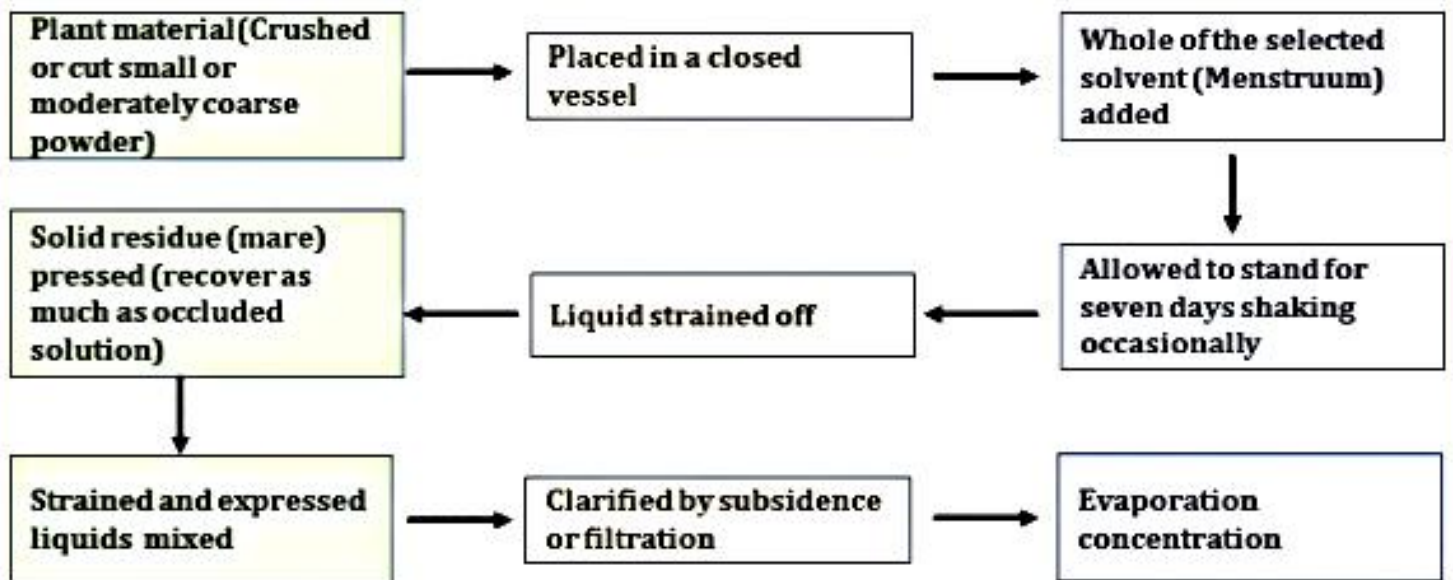 Plant material(Crushed
or cut small or
moderately coarse
powder)
Placed in a closed
vessel
Whole of the selected
solvent (Menstruum)
added
Allowed to stand for
seven days shaking
occasionally
Liquid strained off
Solid residue (mare)
pressed (recover as
much as occluded
solution)
Strained and expressed
liquids mixed
Clarified by subsidence
or filtration
Evaporation
concentration